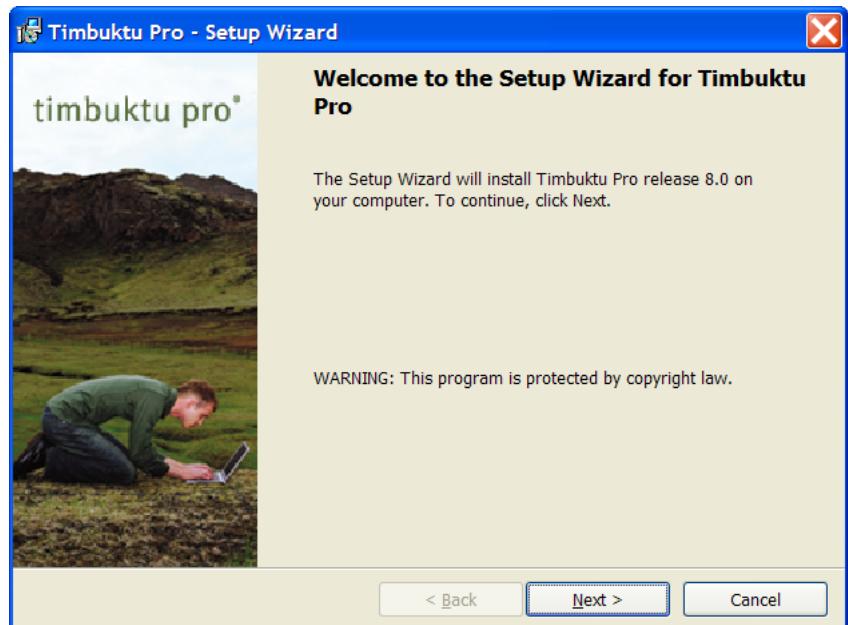 Timbuktu Pro - Setup Wizard
timbuktu pro®
Welcome to the Setup Wizard for Timbuktu
Pro
The Setup Wizard will install Timbuktu Pro release 8.0 on
your computer. To continue, click Next.
WARNING: This program is protected by copyright law.
< Back
Next >
Cancel